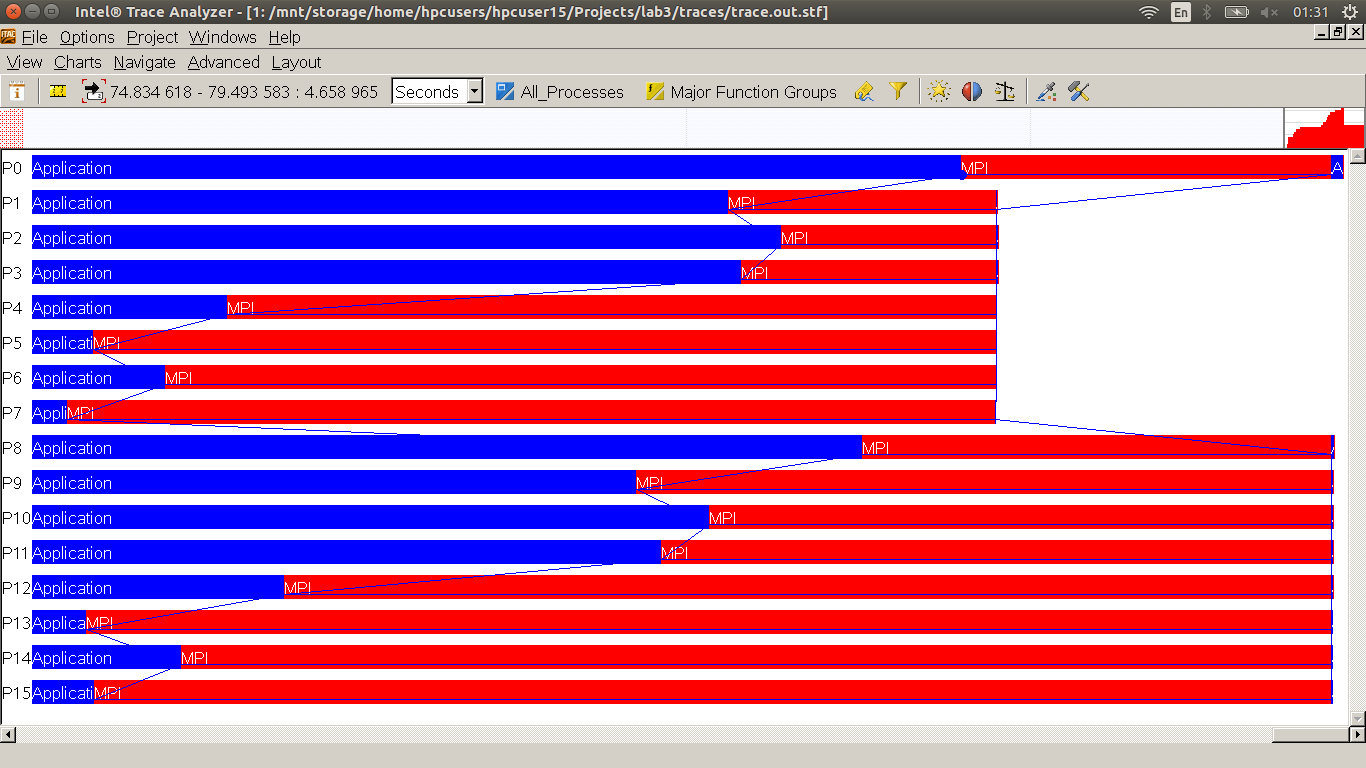 Intel® Trace Analyzer - [1: /mnt/storage/home/hpcusers/hpcuser15/Projects/lab3/traces/trace.out.stf] En 01:31
File Options Project Windows Help
View Charts Navigate Advanced Layout
74.834 618 - 79.493 583 : 4.658 965 Seconds All_Processes Major Function Groups
P0 Application MPI A
P1 Application MPI
P2 Application MPI
P3 Application MPI
P4 Application MPI
P5 Applicati MPI
P6 Application MPI
P7 Appli MPI
P8 Application MPI
P9 Application MPI
P10 Application MPI
P11 Application MPI
P12 Application MPI
P13 Applica MPI
P14 Application MPI
P15 Applicati MPI